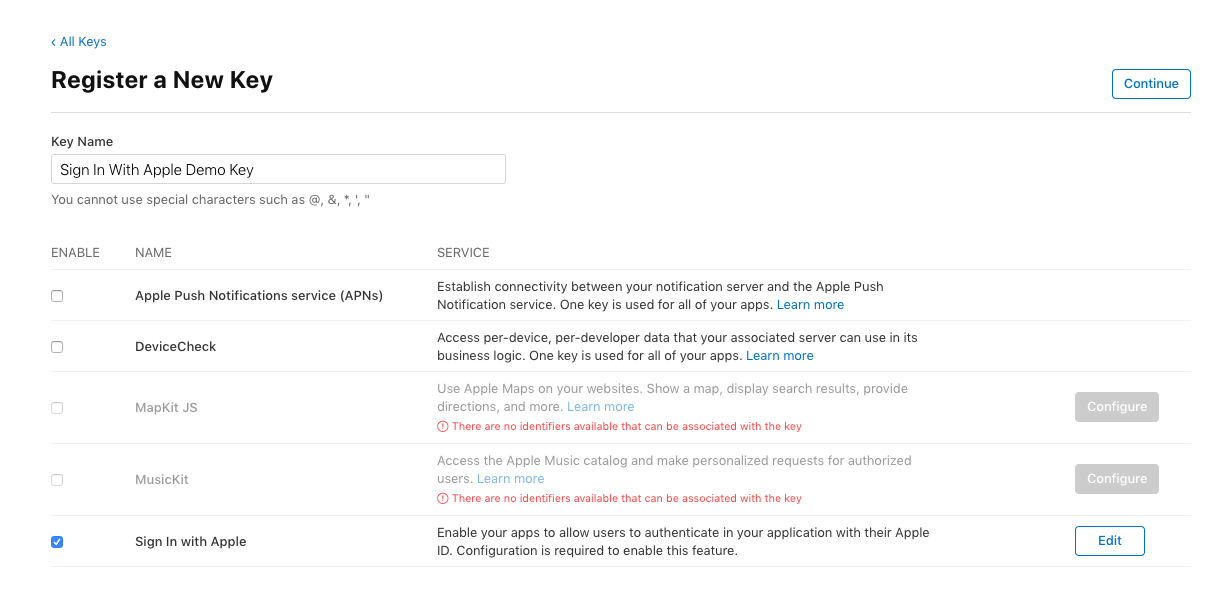 ‹ All Keys
Register a New Key
Continue
Key Name
Sign In With Apple Demo Key
You cannot use special characters such as @, &, *, ', "
ENABLE NAME SERVICE
Apple Push Notifications service (APNs)
Establish connectivity between your notification server and the Apple Push
Notification service. One key is used for all of your apps. Learn more
DeviceCheck
Access per-device, per-developer data that your associated server can use in its
business logic. One key is used for all of your apps. Learn more
MapKit JS
Use Apple Maps on your websites. Show a map, display search results, provide
directions, and more. Learn more
There are no identifiers available that can be associated with the key
Configure
MusicKit
Access the Apple Music catalog and make personalized requests for authorized
users. Learn more
There are no identifiers available that can be associated with the key
Configure
Sign In with Apple
Enable your apps to allow users to authenticate in your application with their Apple
ID. Configuration is required to enable this feature.
Edit